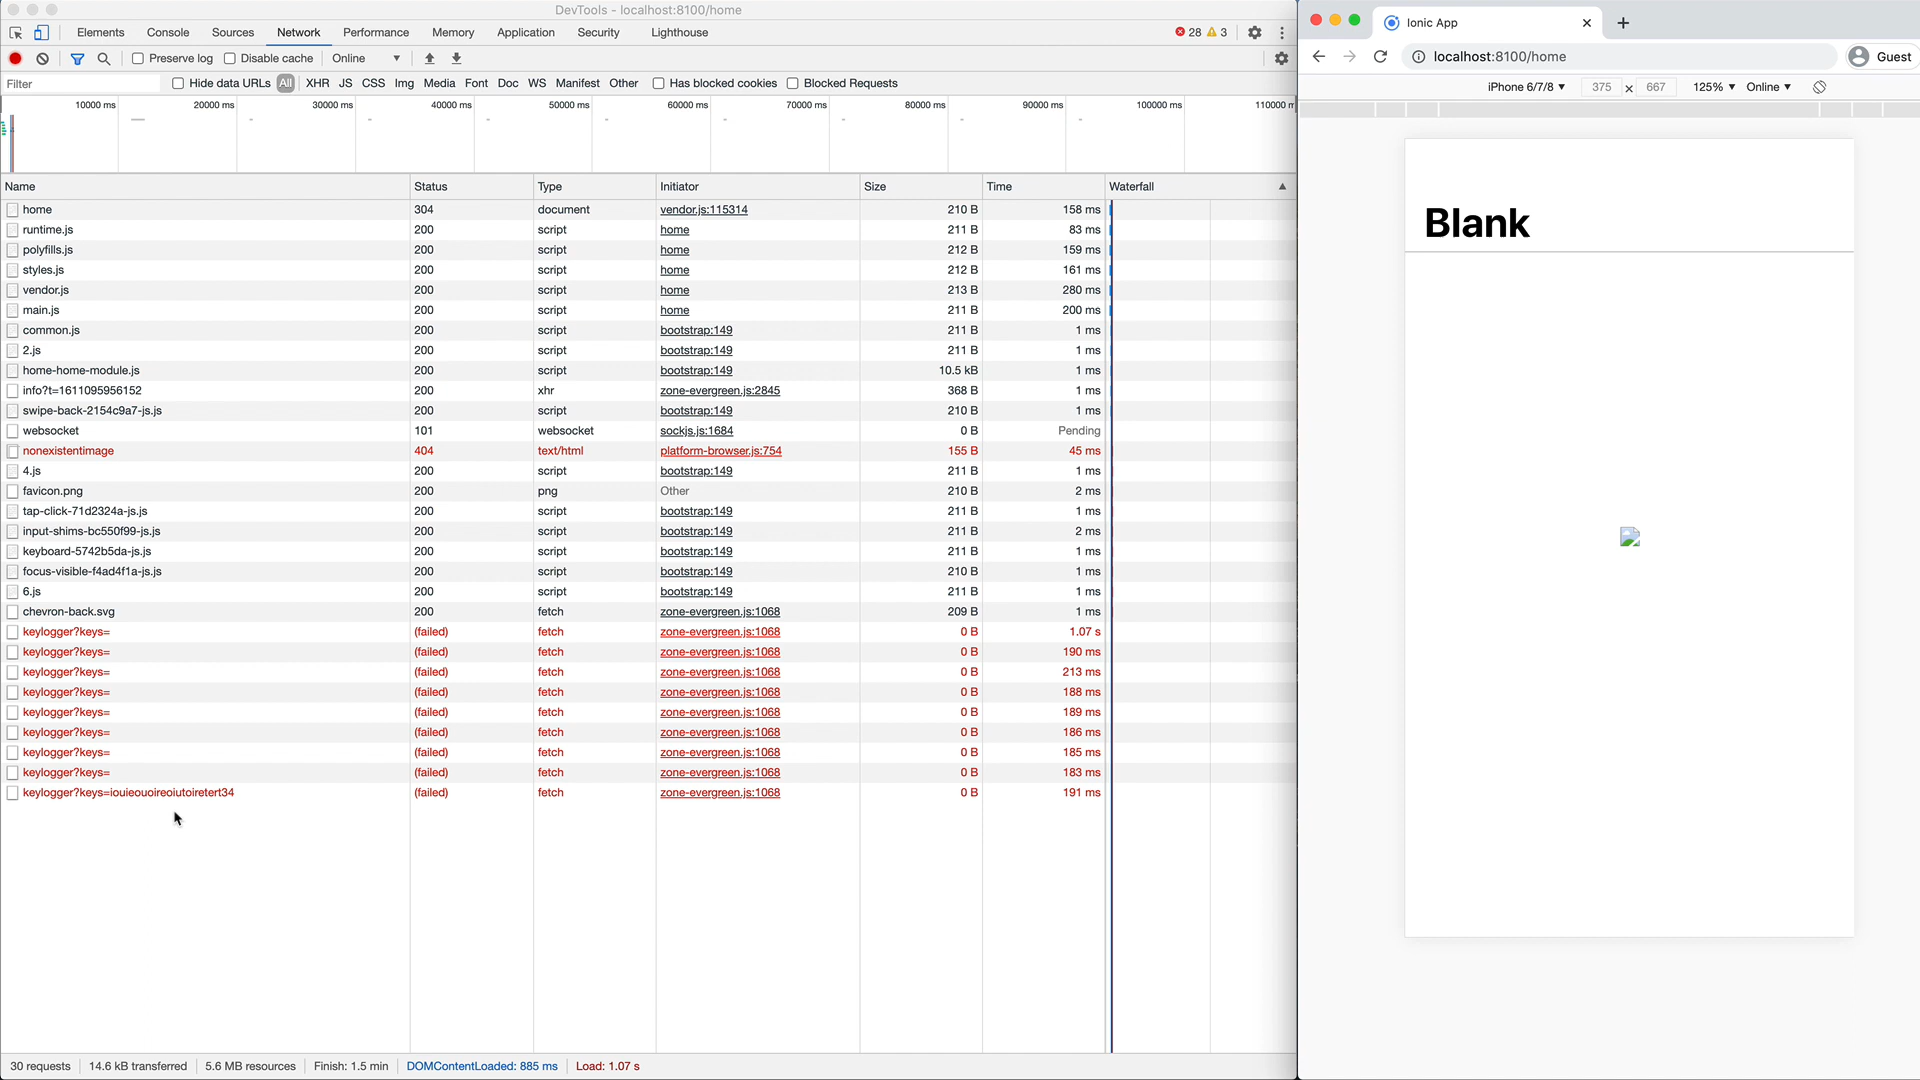 DevTools - localhost:8100/home
Elements Console Sources Network Performance Memory Application Security Lighthouse 28 3
Preserve log Disable cache Online
Filter Hide data URLs All XHR JS CSS Img Media Font Doc WS Manifest Other Has blocked cookies Blocked Requests
10000 ms 20000 ms 30000 ms 40000 ms 50000 ms 60000 ms 70000 ms 80000 ms 90000 ms 100000 ms 110000 m
Name Status Type Initiator Size Time Waterfall
home 304 document vendor.js:115314 210 B 158 ms
runtime.js 200 script home 211 B 83 ms
polyfills.js 200 script home 212 B 159 ms
styles.js 200 script home 212 B 161 ms
vendor.js 200 script home 213 B 280 ms
main.js 200 script home 211 B 200 ms
common.js 200 script bootstrap:149 211 B 1 ms
2.js 200 script bootstrap:149 211 B 1 ms
home-home-module.js 200 script bootstrap:149 10.5 kB 1 ms
info?t=1611095956152 200 xhr zone-evergreen.js:2845 368 B 1 ms
swipe-back-2154c9a7-js.js 200 script bootstrap:149 210 B 1 ms
websocket 101 websocket sockjs.js:1684 0 B Pending
nonexistentimage 404 text/html platform-browser.js:754 155 B 45 ms
4.js 200 script bootstrap:149 211 B 1 ms
favicon.png 200 png Other 210 B 2 ms
tap-click-71d2324a-js.js 200 script bootstrap:149 211 B 1 ms
input-shims-bc550f99-js.js 200 script bootstrap:149 211 B 2 ms
keyboard-5742b5da-js.js 200 script bootstrap:149 211 B 1 ms
focus-visible-f4ad4f1a-js.js 200 script bootstrap:149 210 B 1 ms
6.js 200 script bootstrap:149 211 B 1 ms
chevron-back.svg 200 fetch zone-evergreen.js:1068 209 B 1 ms
keylogger?keys= (failed) fetch zone-evergreen.js:1068 0 B 1.07 s
keylogger?keys= (failed) fetch zone-evergreen.js:1068 0 B 190 ms
keylogger?keys= (failed) fetch zone-evergreen.js:1068 0 B 213 ms
keylogger?keys= (failed) fetch zone-evergreen.js:1068 0 B 188 ms
keylogger?keys= (failed) fetch zone-evergreen.js:1068 0 B 189 ms
keylogger?keys= (failed) fetch zone-evergreen.js:1068 0 B 186 ms
keylogger?keys= (failed) fetch zone-evergreen.js:1068 0 B 185 ms
keylogger?keys= (failed) fetch zone-evergreen.js:1068 0 B 183 ms
keylogger?keys=iouieouoireoiutoiretert34 (failed) fetch zone-evergreen.js:1068 0 B 191 ms
30 requests 14.6 kB transferred 5.6 MB resources Finish: 1.5 min DOMContentLoaded: 885 ms Load: 1.07 s
Ionic App
localhost:8100/home Guest
iPhone 6/7/8 375 x 667 125% Online
Blank